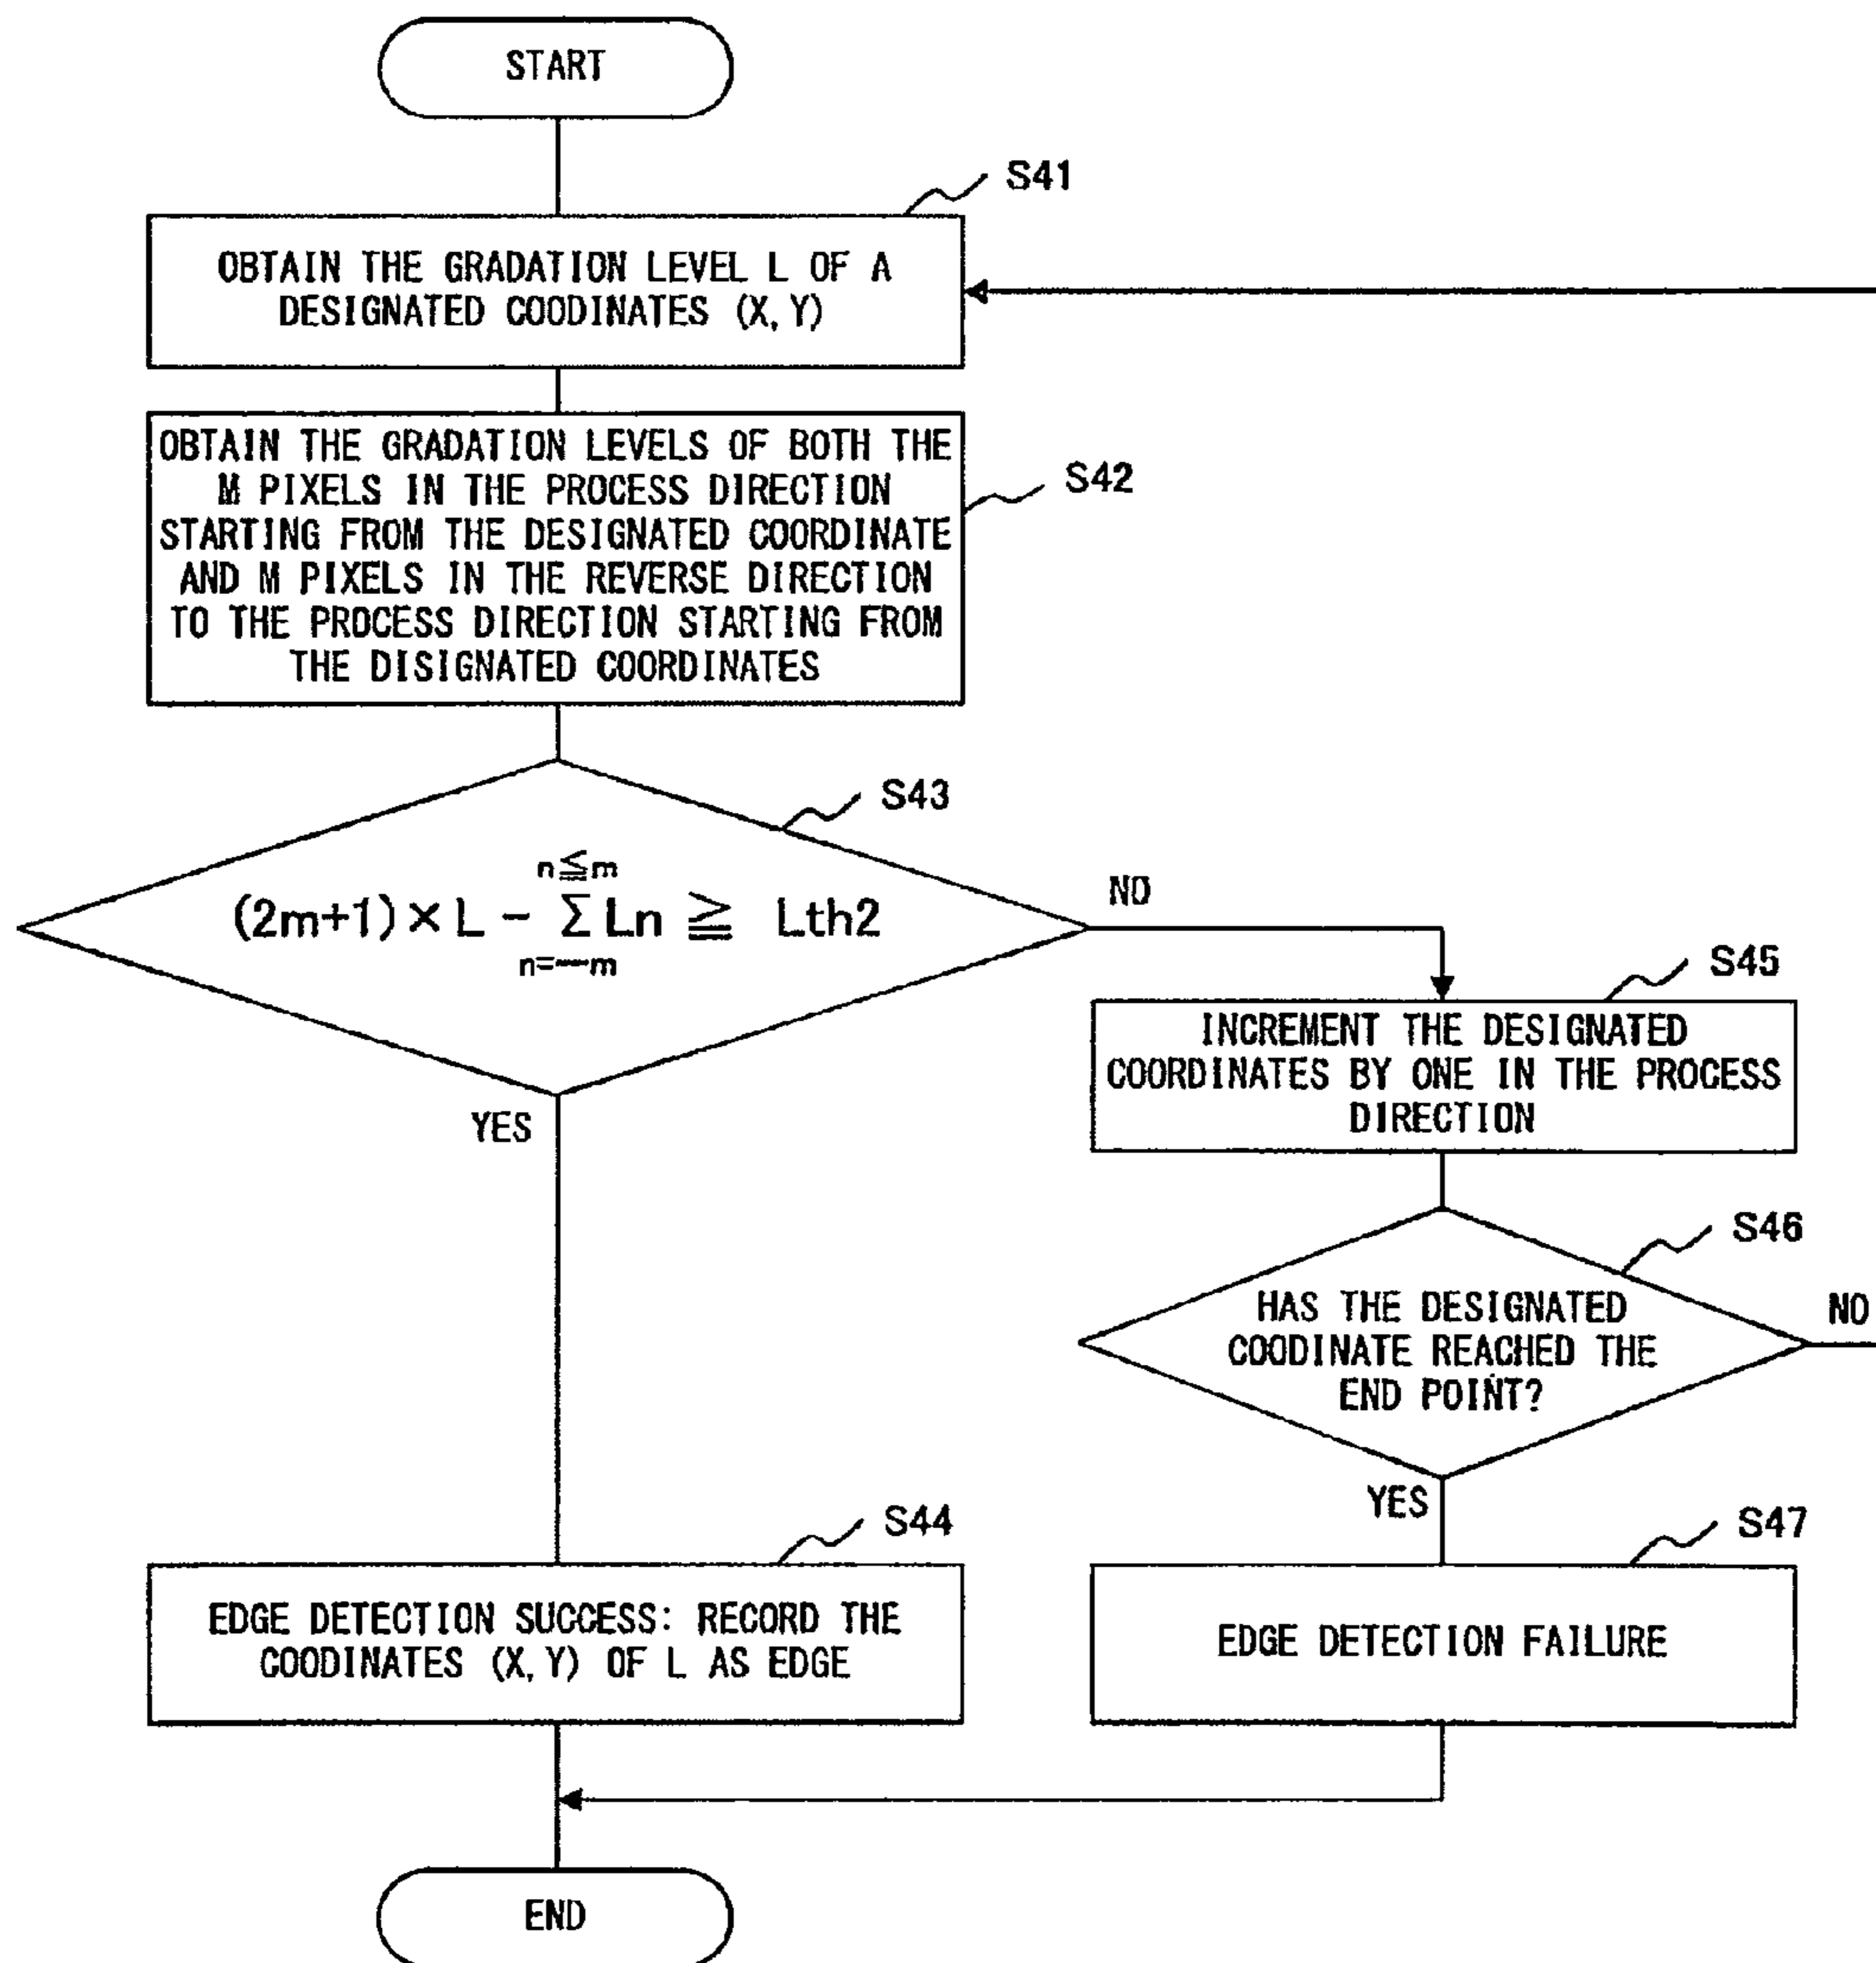 START
S41
OBTAIN THE GRADATION LEVEL L OF A
DESIGNATED COODINATES (X, Y)
OBTAIN THE GRADATION LEVELS OF BOTH THE
M PIXELS IN THE PROCESS DIRECTION
STARTING FROM THE DESIGNATED COORDINATE
AND M PIXELS IN THE REVERSE DIRECTION
TO THE PROCESS DIRECTION STARTING FROM
THE DISIGNATED COORDINATES
S42
S43
n≦m
(2m+1)×L - Σ Ln ≧ Lth2
n=-m
NO
YES
S45
INCREMENT THE DESIGNATED
COORDINATES BY ONE IN THE PROCESS
DIRECTION
S46
HAS THE DESIGNATED
COODINATE REACHED THE
END POINT?
NO
YES
S44
EDGE DETECTION SUCCESS: RECORD THE
COODINATES (X, Y) OF L AS EDGE
S47
EDGE DETECTION FAILURE
END